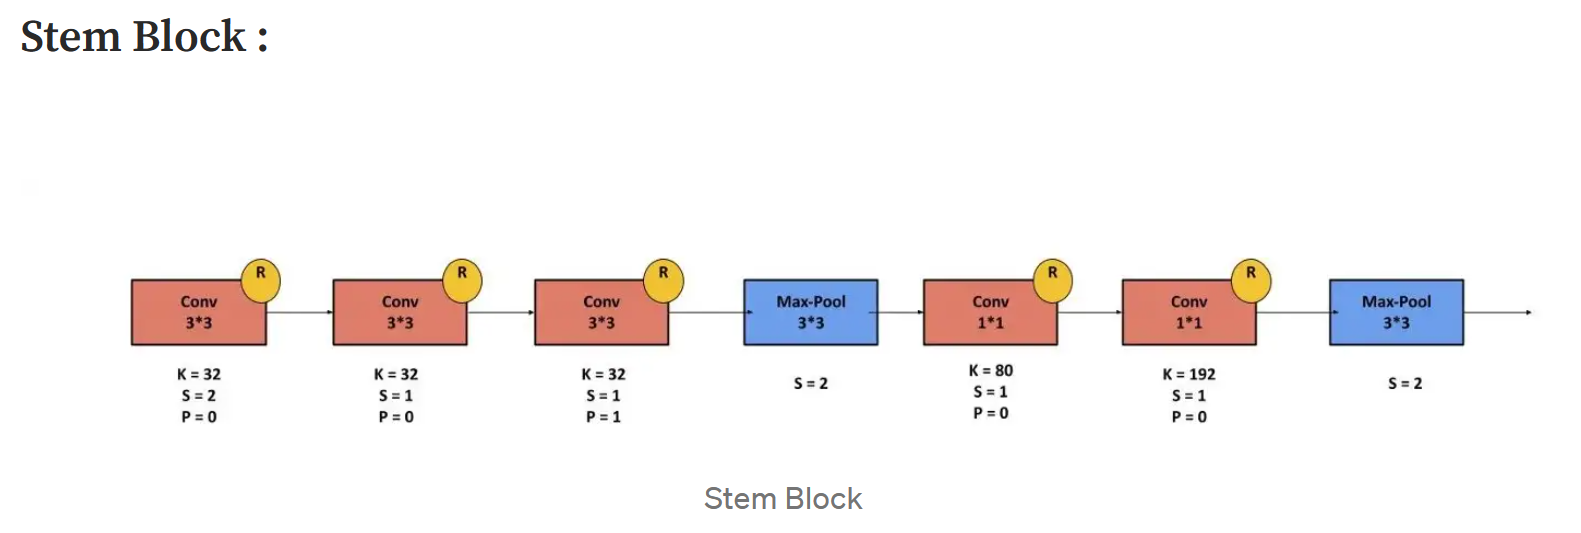 Stem Block :
R
Conv
3*3
K = 32
S = 2
P = 0
R
Conv
3*3
K = 32
S = 1
P = 0
R
Conv
3*3
K = 32
S = 1
P = 1
Max-Pool
3*3
S = 2
R
Conv
1*1
K = 80
S = 1
P = 0
R
Conv
1*1
K = 192
S = 1
P = 0
Max-Pool
3*3
S = 2
Stem Block